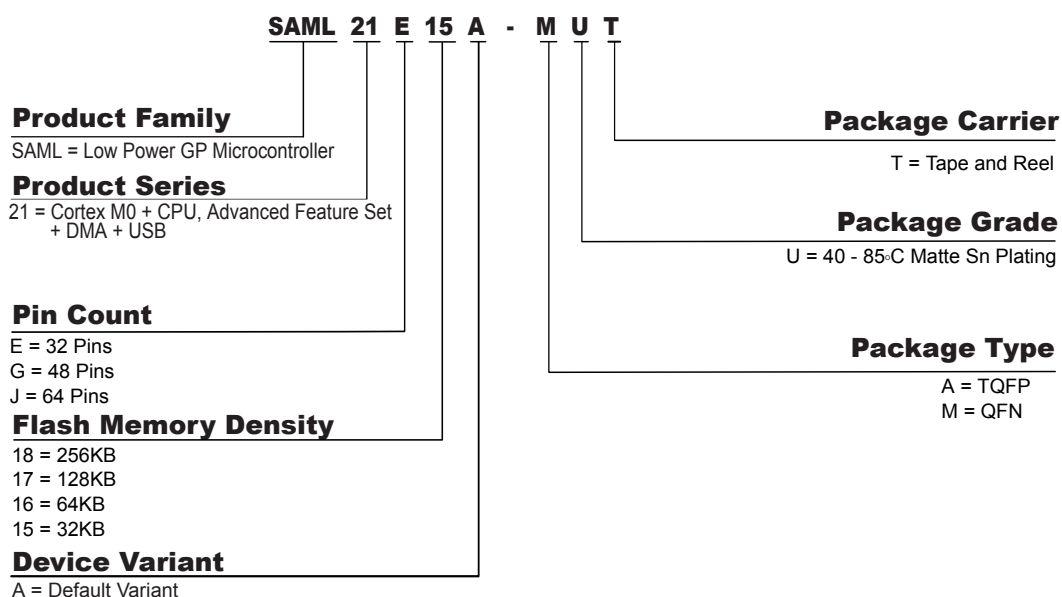 SAML 21 E 15 A - M U T
Product Family
SAML = Low Power GP Microcontroller
Product Series
21 = Cortex M0 + CPU, Advanced Feature Set
+ DMA + USB
Pin Count
E = 32 Pins
G = 48 Pins
J = 64 Pins
Flash Memory Density
18 = 256KB
17 = 128KB
16 = 64KB
15 = 32KB
Device Variant
A = Default Variant
Package Carrier
T = Tape and Reel
Package Grade
U = 40 - 85°C Matte Sn Plating
Package Type
A = TQFP
M = QFN